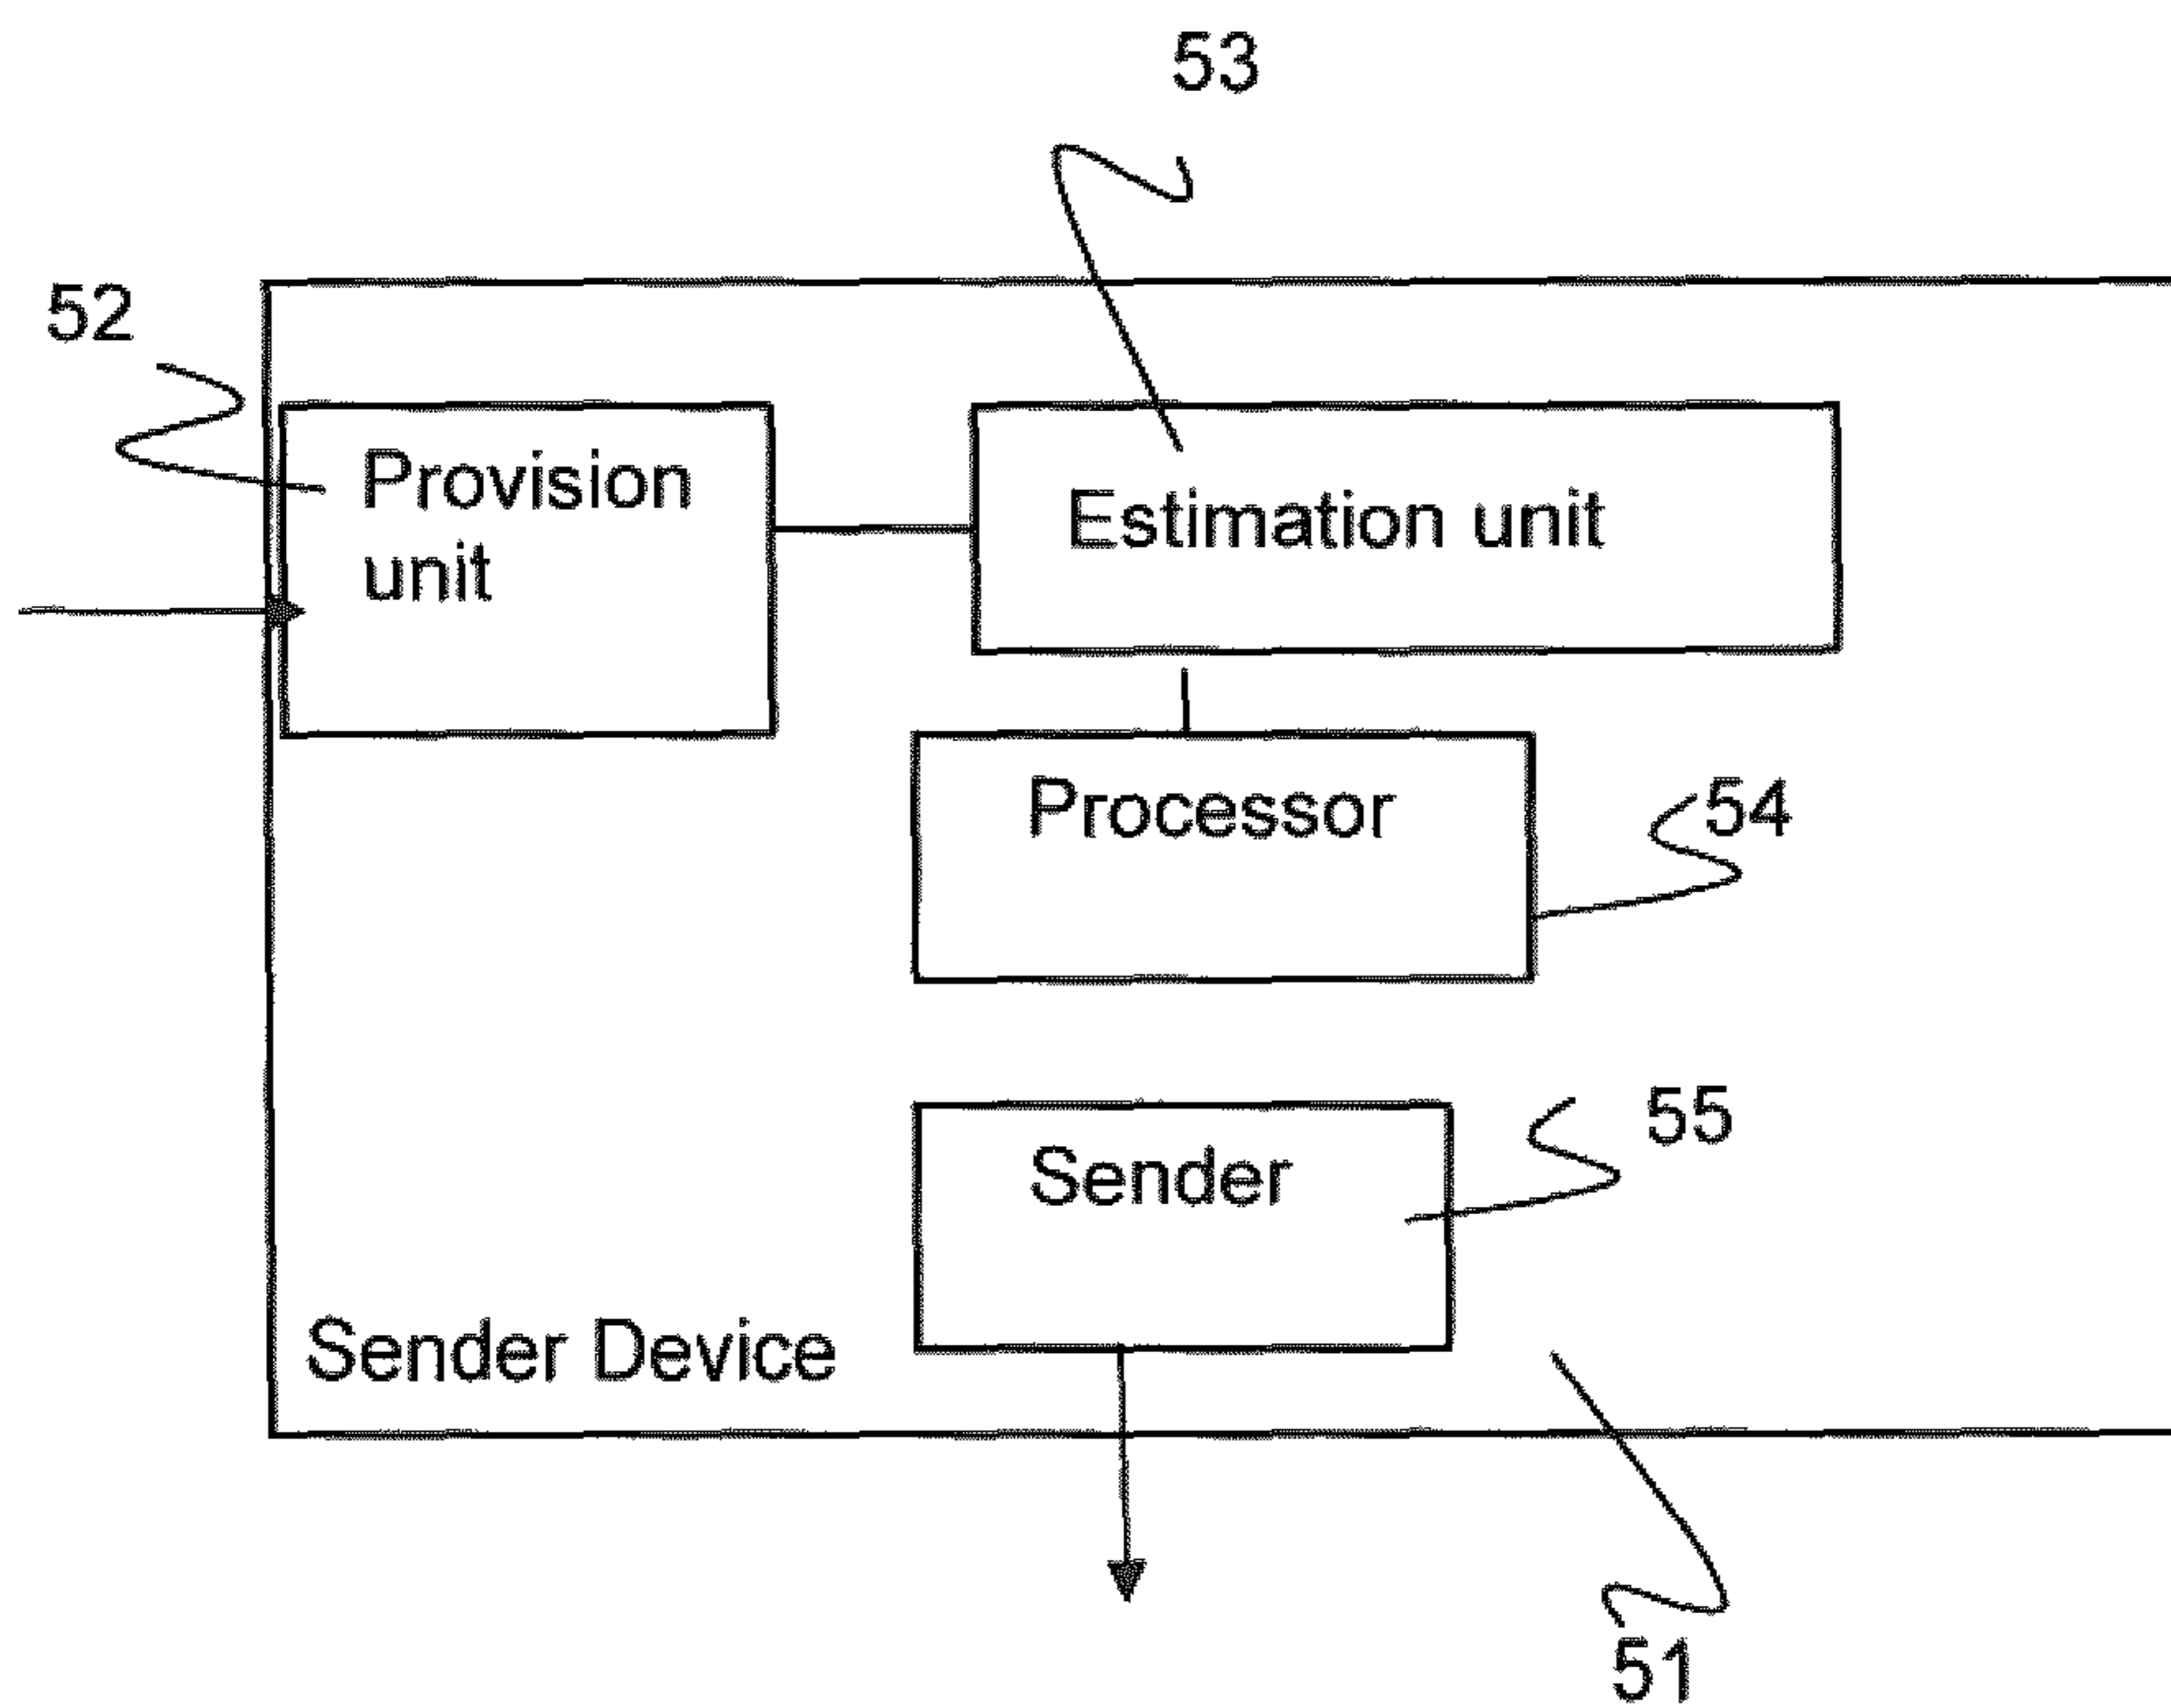 53
52
Provision
unit
Estimation unit
Processor
54
55
Sender
Sender Device
51